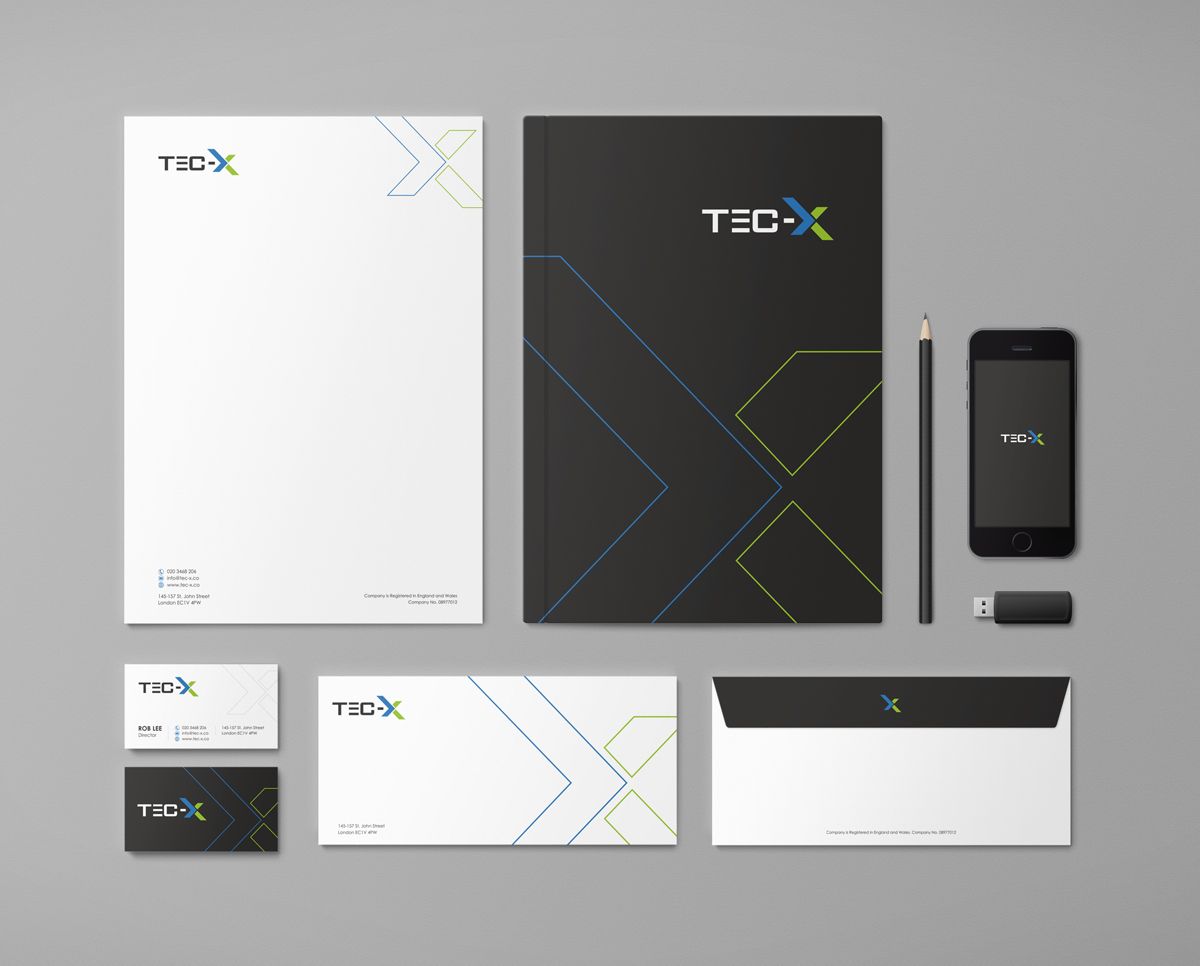 TEC-X
020 3468 206
info@tec-x.co
www.tec-x.co
145-157 St. John Street
London EC1V 4PW
Company is Registered in England and Wales
Company No. 08977012
TEC-X
TEC-X
TEC-X
ROB LEE
Director
020 3468 206
info@tec-x.co
www.tec-x.co
145-157 St. John Street
London EC1V 4PW
TEC-X
TEC-X
145-157 St. John Street
London EC1V 4PW
X
Company is Registered in England and Wales. Company No. 08977012